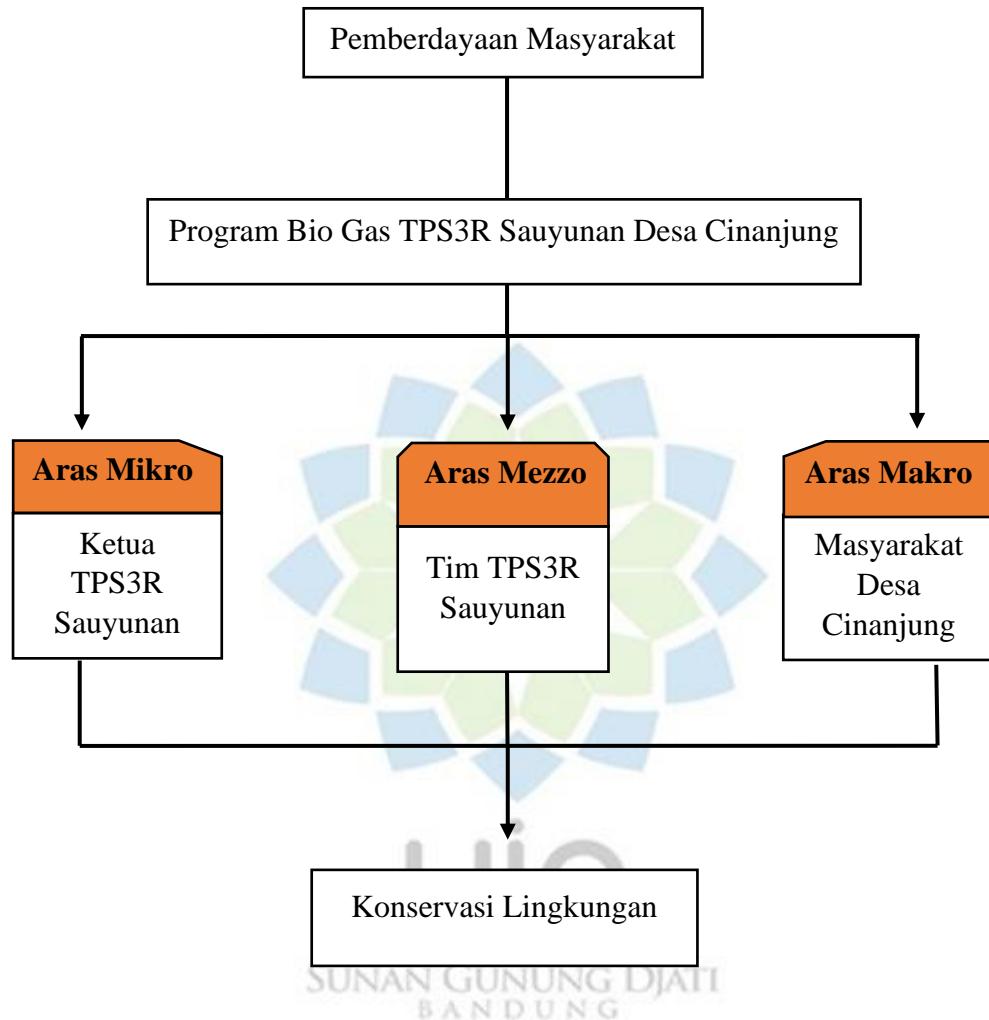 Pemberdayaan Masyarakat
Program Bio Gas TPS3R Sauyunan Desa Cinanjung
Aras Mikro
Ketua
TPS3R
Sauyunan
Aras Mezzo
Tim TPS3R
Sauyunan
Aras Makro
Masyarakat
Desa
Cinanjung
uin
Konservasi Lingkungan
SUNAN GUNUNG DJATI
BANDUNG